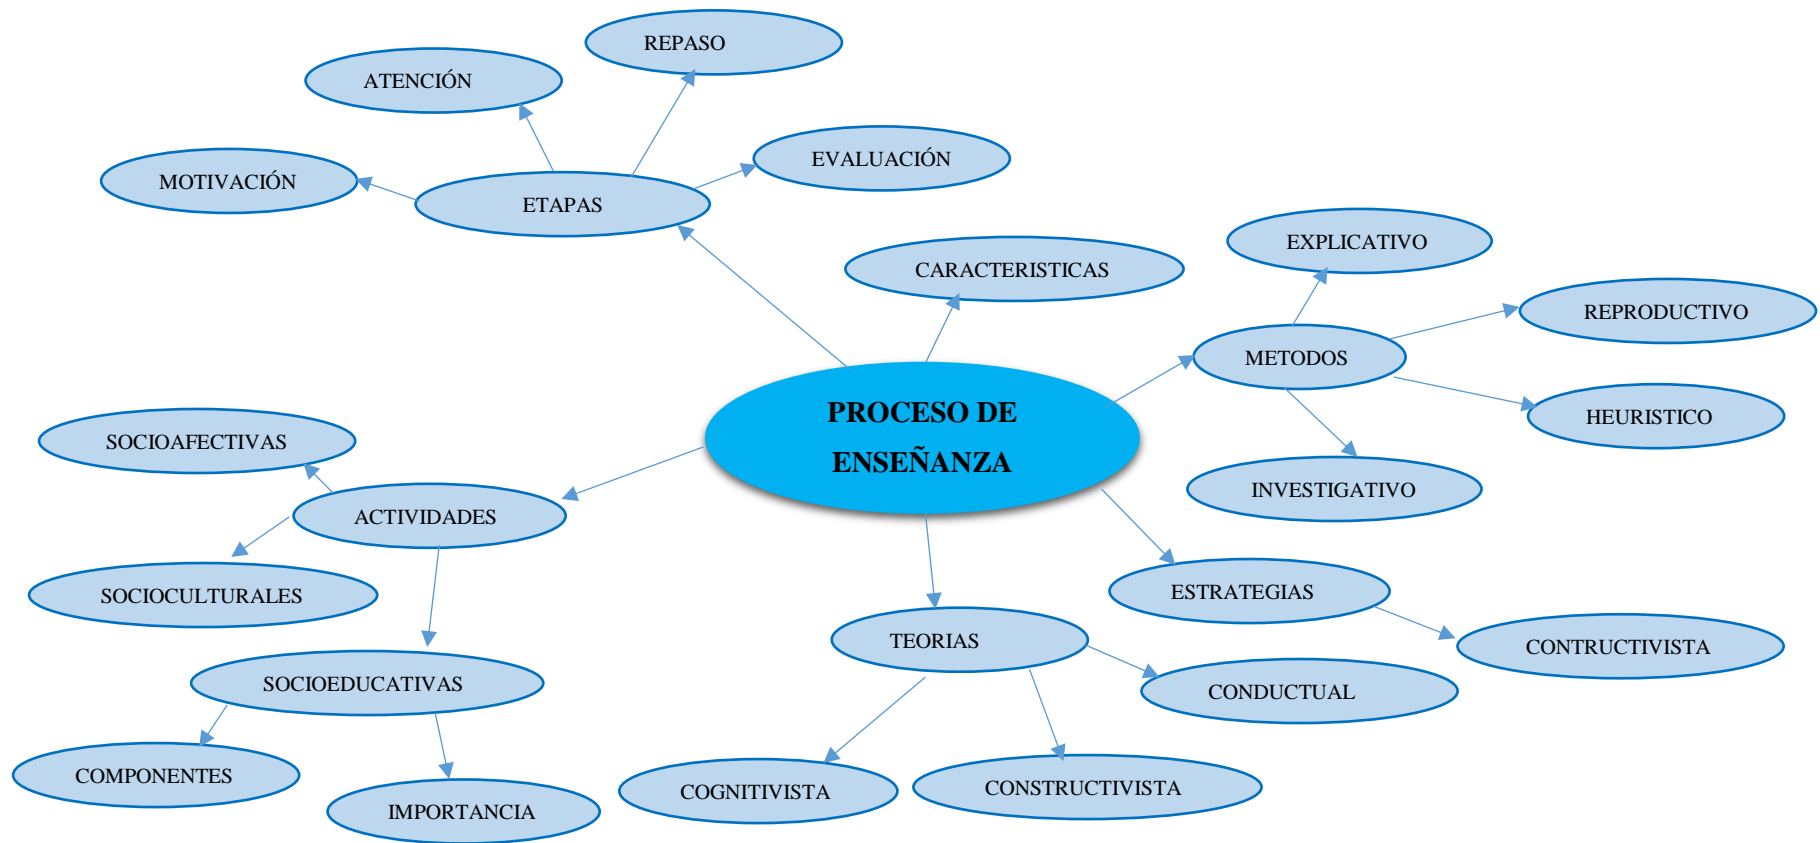 REPASO
ATENCIÓN
EVALUACIÓN
MOTIVACIÓN
ETAPAS
EXPLICATIVO
CARACTERISTICAS
REPRODUCTIVO
METODOS
PROCESO DE
ENSEÑANZA
HEURISTICO
SOCIOAFECTIVAS
INVESTIGATIVO
ACTIVIDADES
ESTRATEGIAS
SOCIOCULTURALES
TEORIAS
CONTRUCTIVISTA
SOCIOEDUCATIVAS
CONDUCTUAL
COMPONENTES
COGNITIVISTA
CONSTRUCTIVISTA
IMPORTANCIA